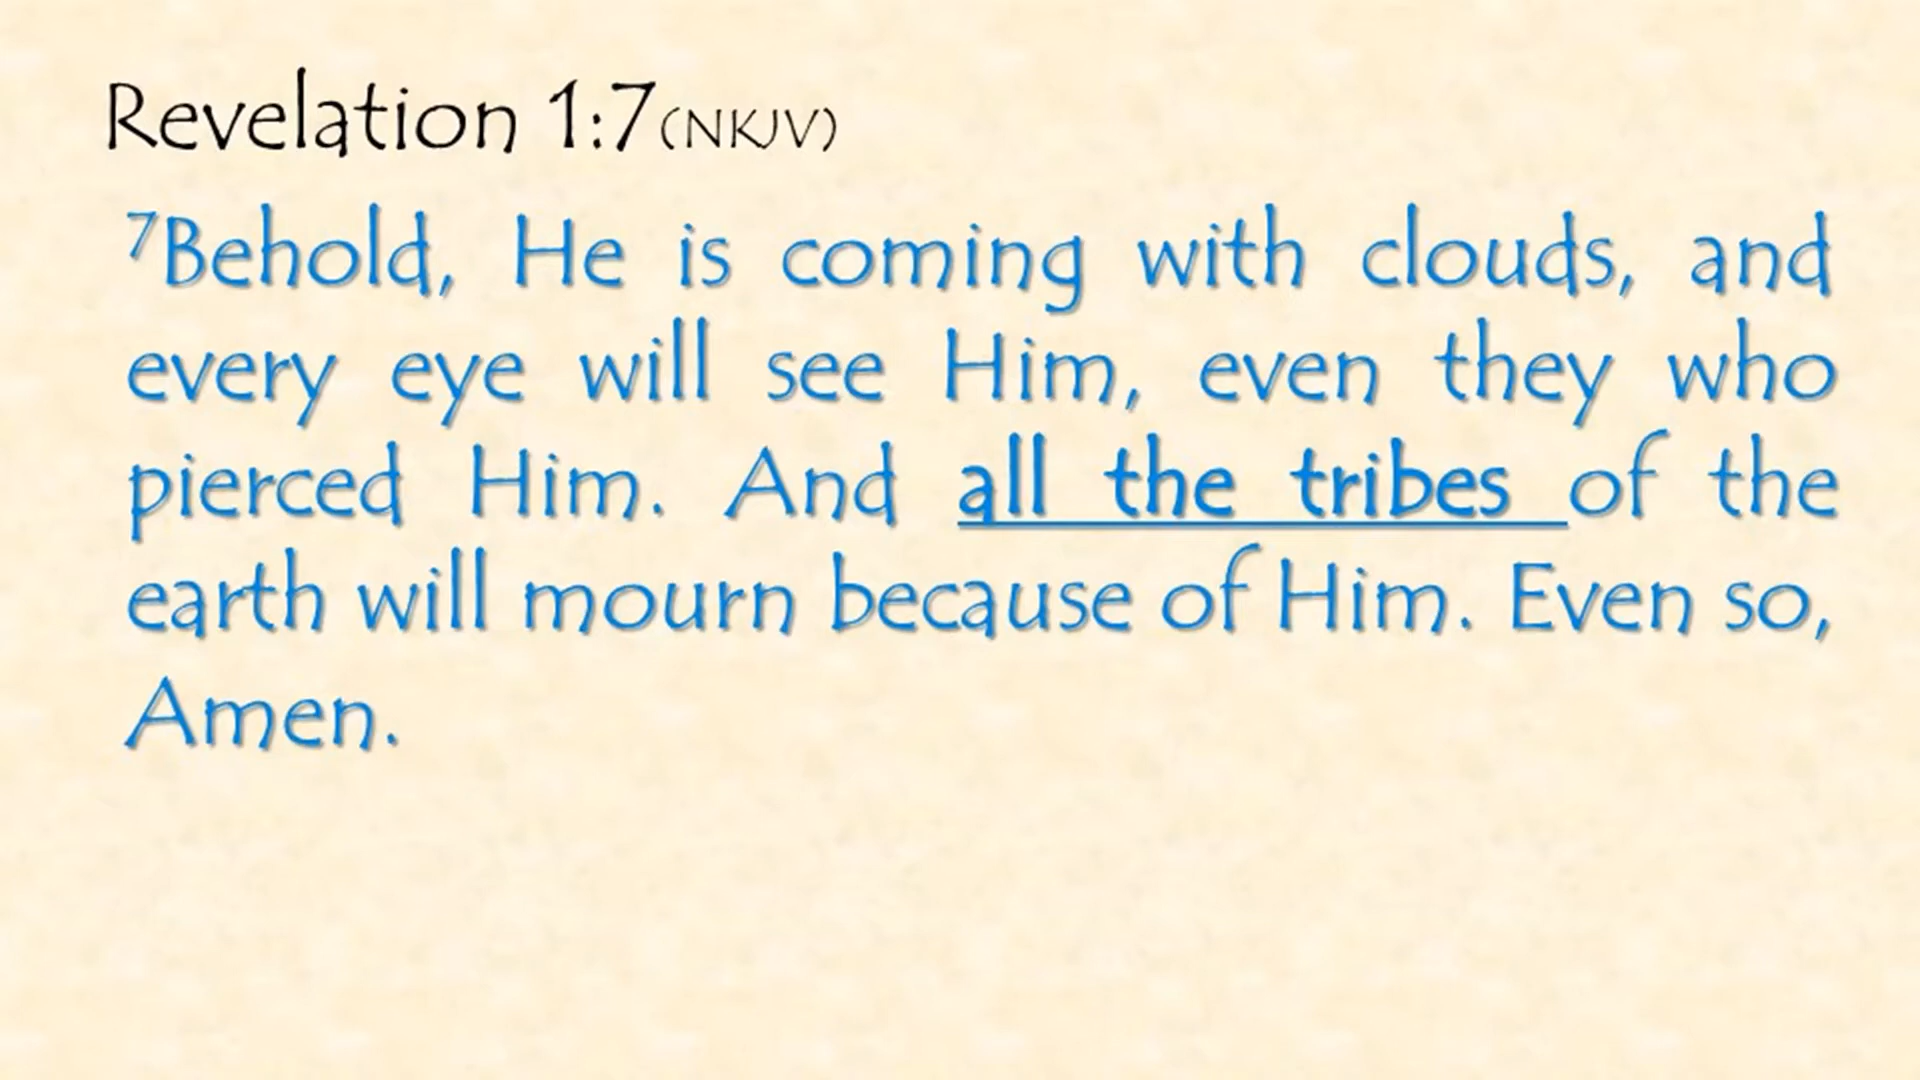 Revelation 1:7(NKJV)
7Behold, He is coming with clouds, and
every eye will see Him, even they who
pierced Him. And all the tribes of the
earth will mourn because of Him. Even so,
Amen.